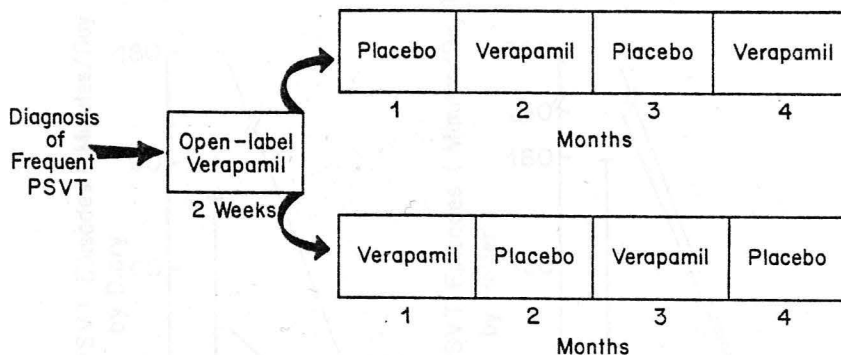 Diagnosis
of
Frequent
PSVT
Open-label
Verapamil
2 Weeks
Placebo Verapamil Placebo Verapamil
1 2 3 4
Months
Verapamil Placebo Verapamil Placebo
1 2 3 4
Months